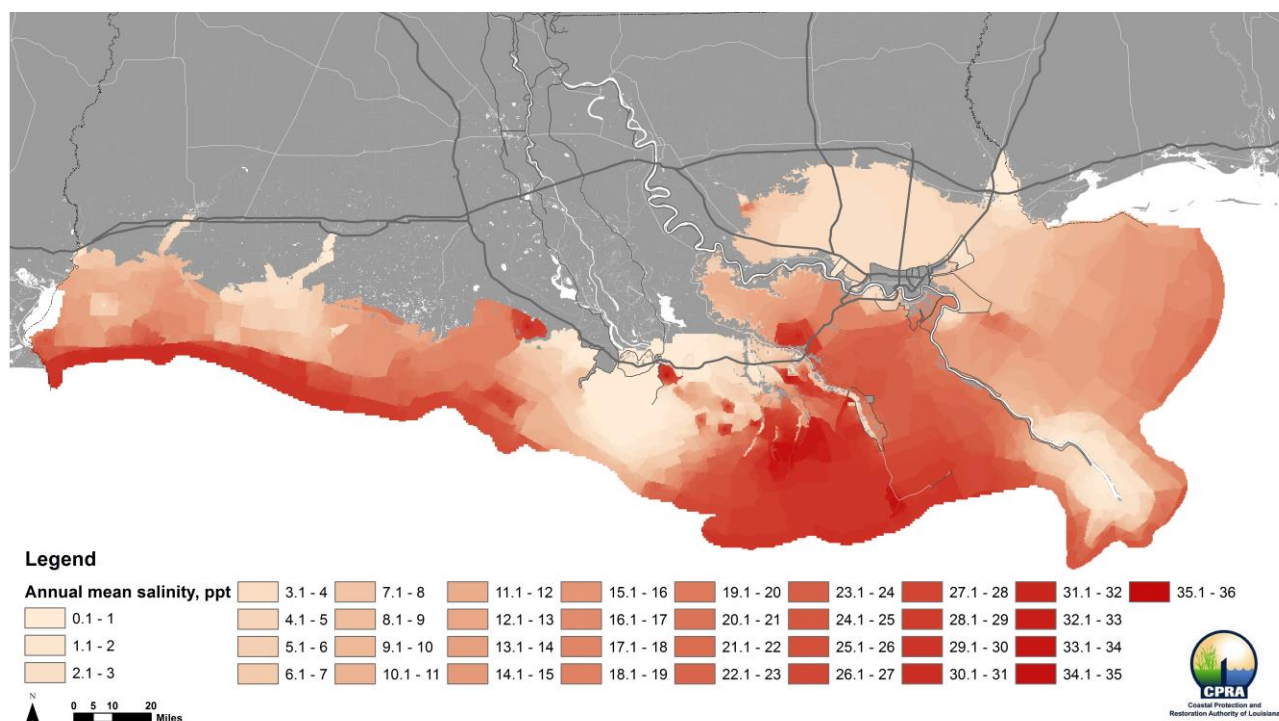 Legend
Annual mean salinity, ppt
0.1 - 1
1.1 - 2
2.1 - 3
3.1 - 4
4.1 - 5
5.1 - 6
6.1 - 7
7.1 - 8
8.1 - 9
9.1 - 10
10.1 - 11
11.1 - 12
12.1 - 13
13.1 - 14
14.1 - 15
15.1 - 16
16.1 - 17
17.1 - 18
18.1 - 19
19.1 - 20
20.1 - 21
21.1 - 22
22.1 - 23
23.1 - 24
24.1 - 25
25.1 - 26
26.1 - 27
27.1 - 28
28.1 - 29
29.1 - 30
30.1 - 31
31.1 - 32
32.1 - 33
33.1 - 34
34.1 - 35
35.1 - 36
N
0 5 10 20
Miles
CPRA
Coastal Protection and
Restoration Authority of Louisiana